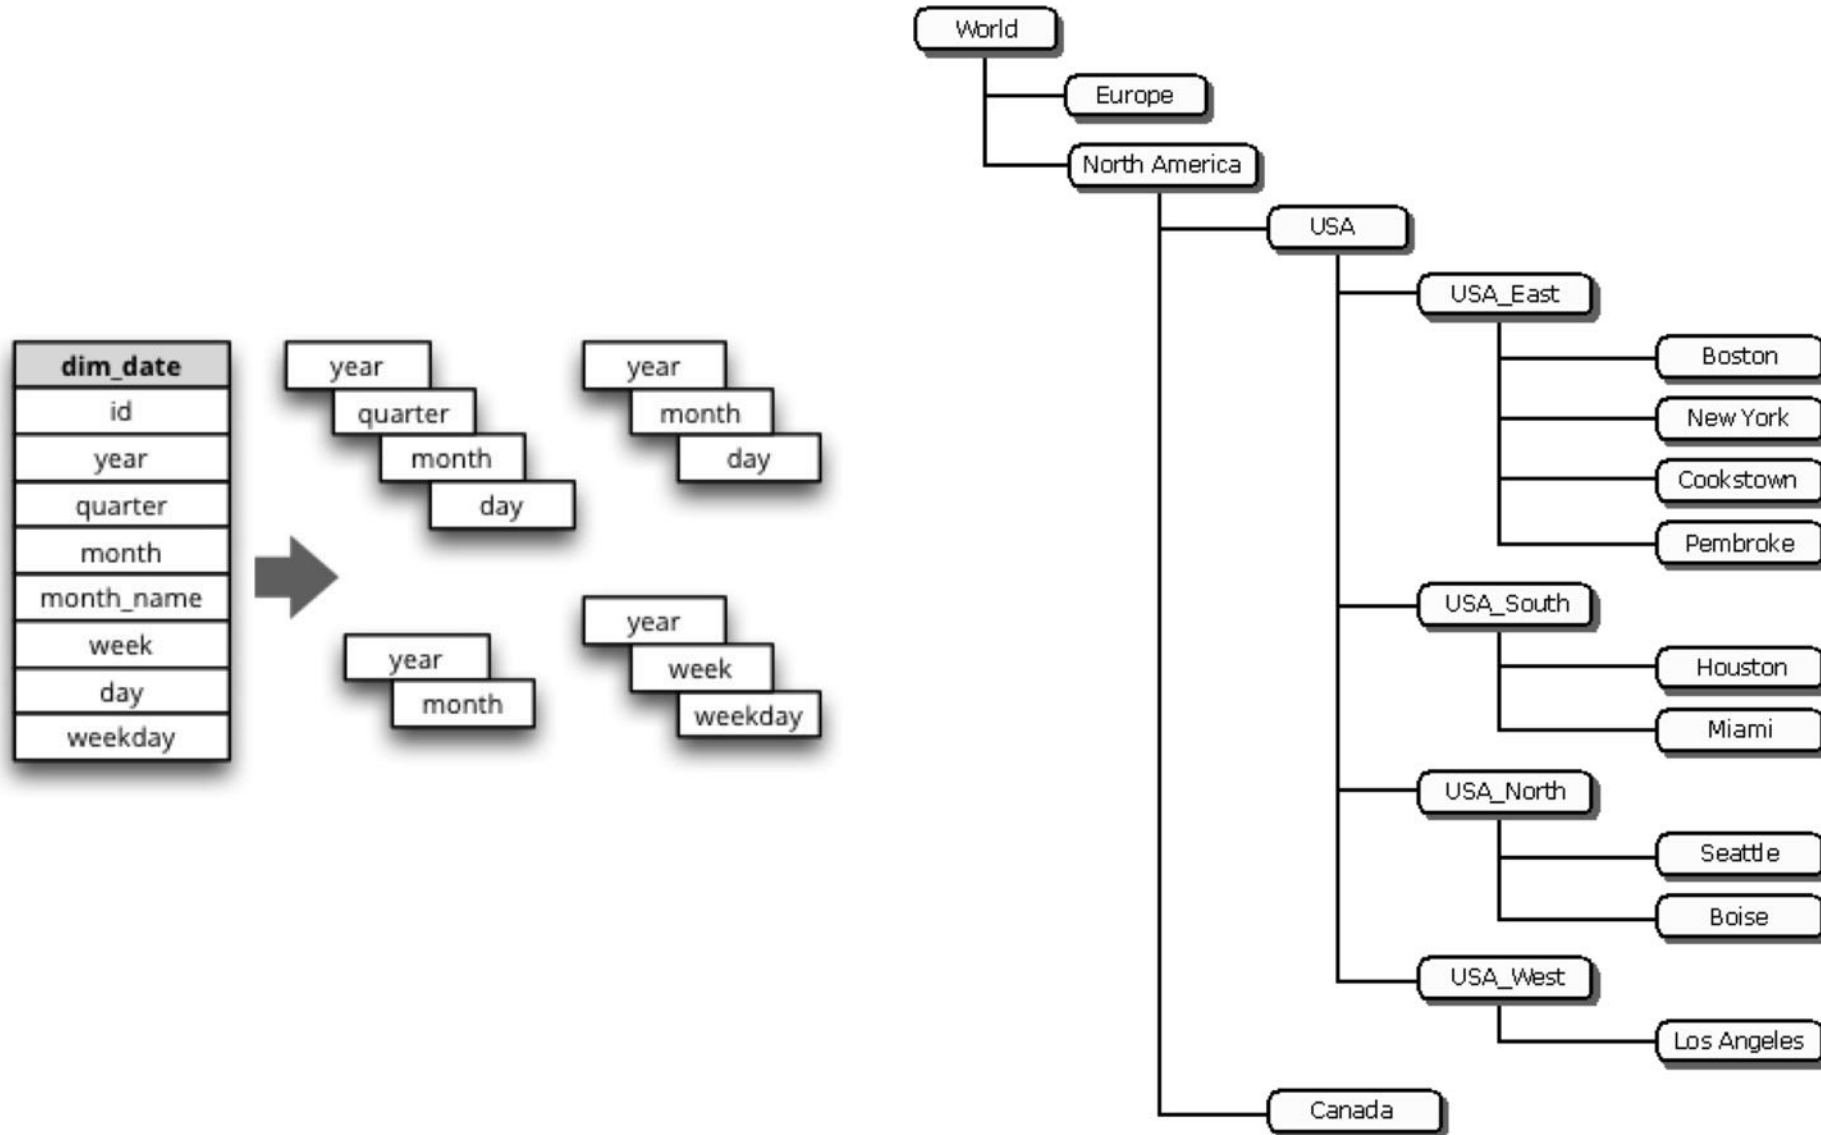 dim_date
id
year
quarter
month
month_name
week
day
weekday
year
quarter
month
day
year
month
day
year
month
year
week
weekday
World
Europe
North America
USA
USA_East
Boston
New York
Cookstown
Pembroke
USA_South
Houston
Miami
USA_North
Seattle
Boise
USA_West
Los Angeles
Canada